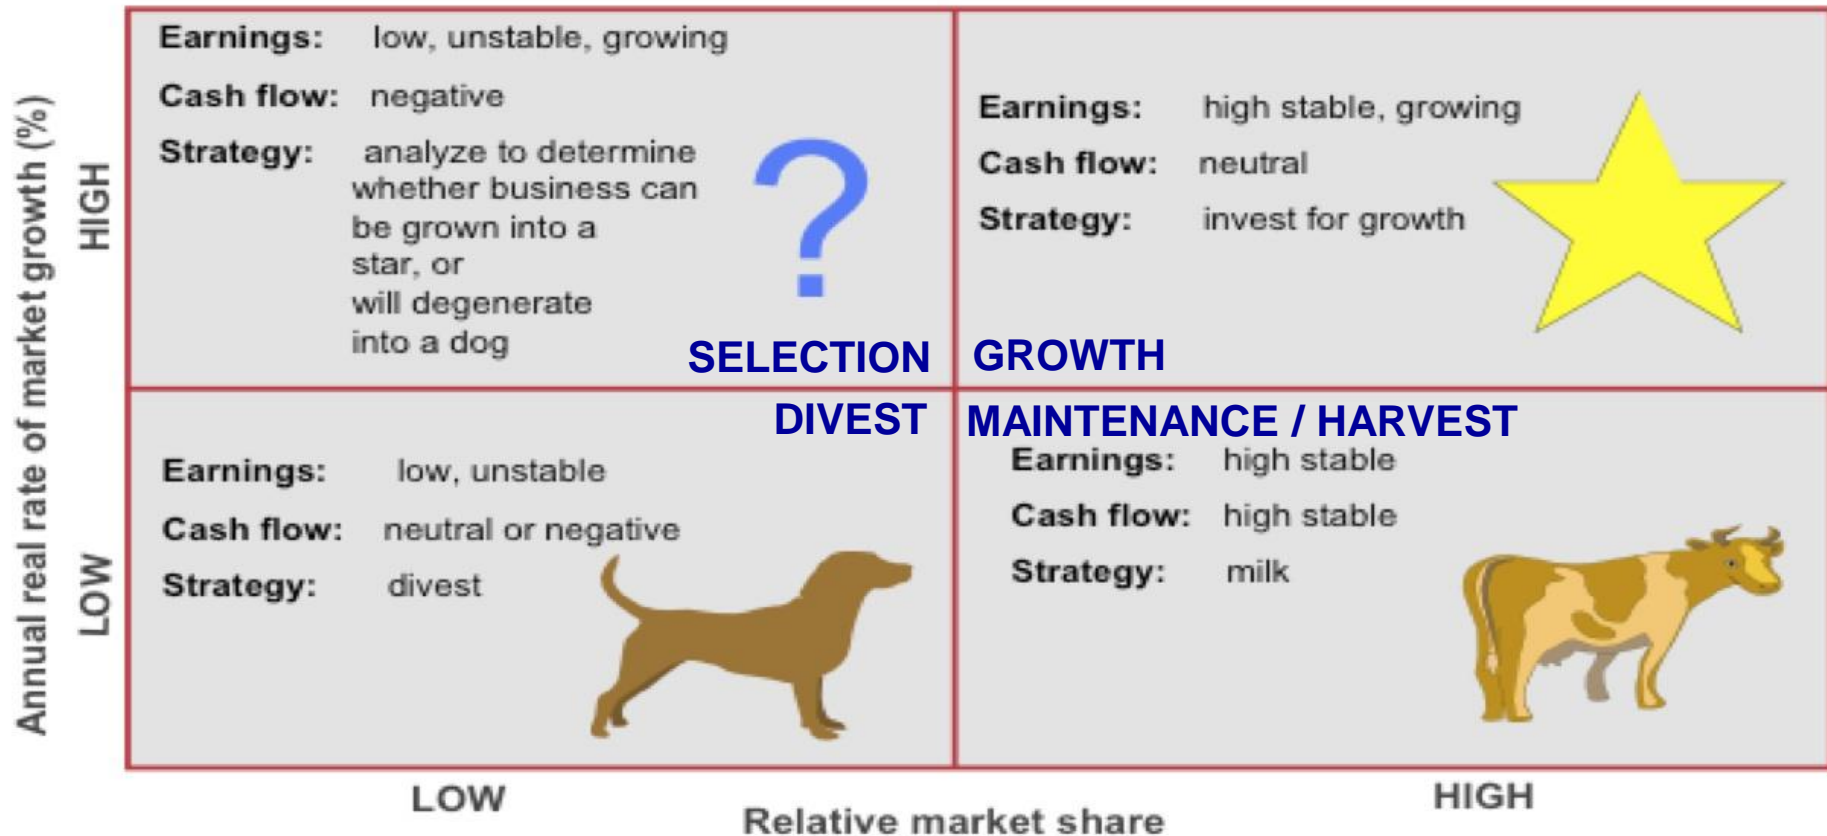 Annual real rate of market growth (%)
HIGH
LOW
Earnings: low, unstable, growing
Cash flow: negative
Strategy: analyze to determine
whether business can
be grown into a
star, or
will degenerate
into a dog
?
SELECTION
Earnings: high stable, growing
Cash flow: neutral
Strategy: invest for growth
GROWTH
DIVEST
Earnings: low, unstable
Cash flow: neutral or negative
Strategy: divest
MAINTENANCE / HARVEST
Earnings: high stable
Cash flow: high stable
Strategy: milk
LOW
HIGH
Relative market share